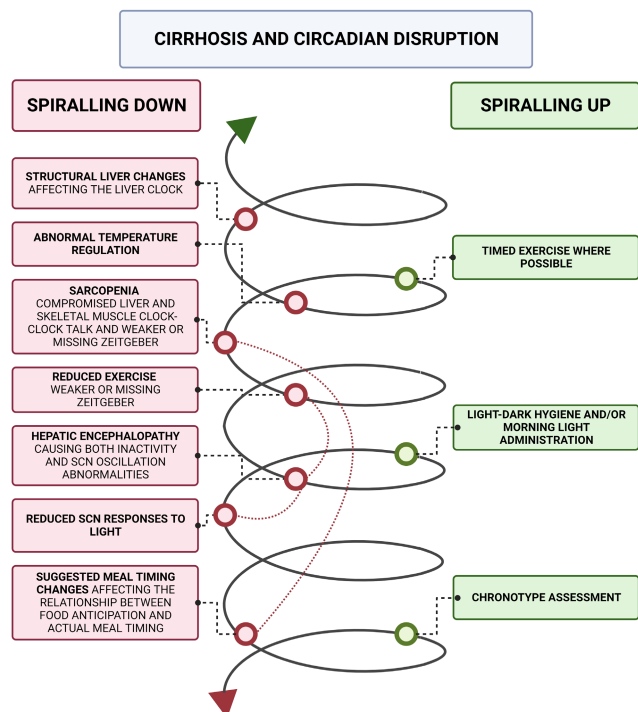 CIRRHOSIS AND CIRCADIAN DISRUPTION
SPIRALLING DOWN
SPIRALLING UP
STRUCTURAL LIVER CHANGES
AFFECTING THE LIVER CLOCK
ABNORMAL TEMPERATURE
REGULATION
SARCOPENIA
COMPROMISED LIVER AND
SKELETAL MUSCLE CLOCK-
CLOCK TALK AND WEAKER OR
MISSING ZEITGEBER
REDUCED EXERCISE
WEAKER OR MISSING
ZEITGEBER
HEPATIC ENCEPHALOPATHY
CAUSING BOTH INACTIVITY
AND SCN OSCILLATION
ABNORMALITIES
REDUCED SCN RESPONSES TO
LIGHT
SUGGESTED MEAL TIMING
CHANGES AFFECTING THE
RELATIONSHIP BETWEEN
FOOD ANTICIPATION AND
ACTUAL MEAL TIMING
TIMED EXERCISE WHERE
POSSIBLE
LIGHT-DARK HYGIENE AND/OR
MORNING LIGHT
ADMINISTRATION
CHRONOTYPE ASSESSMENT